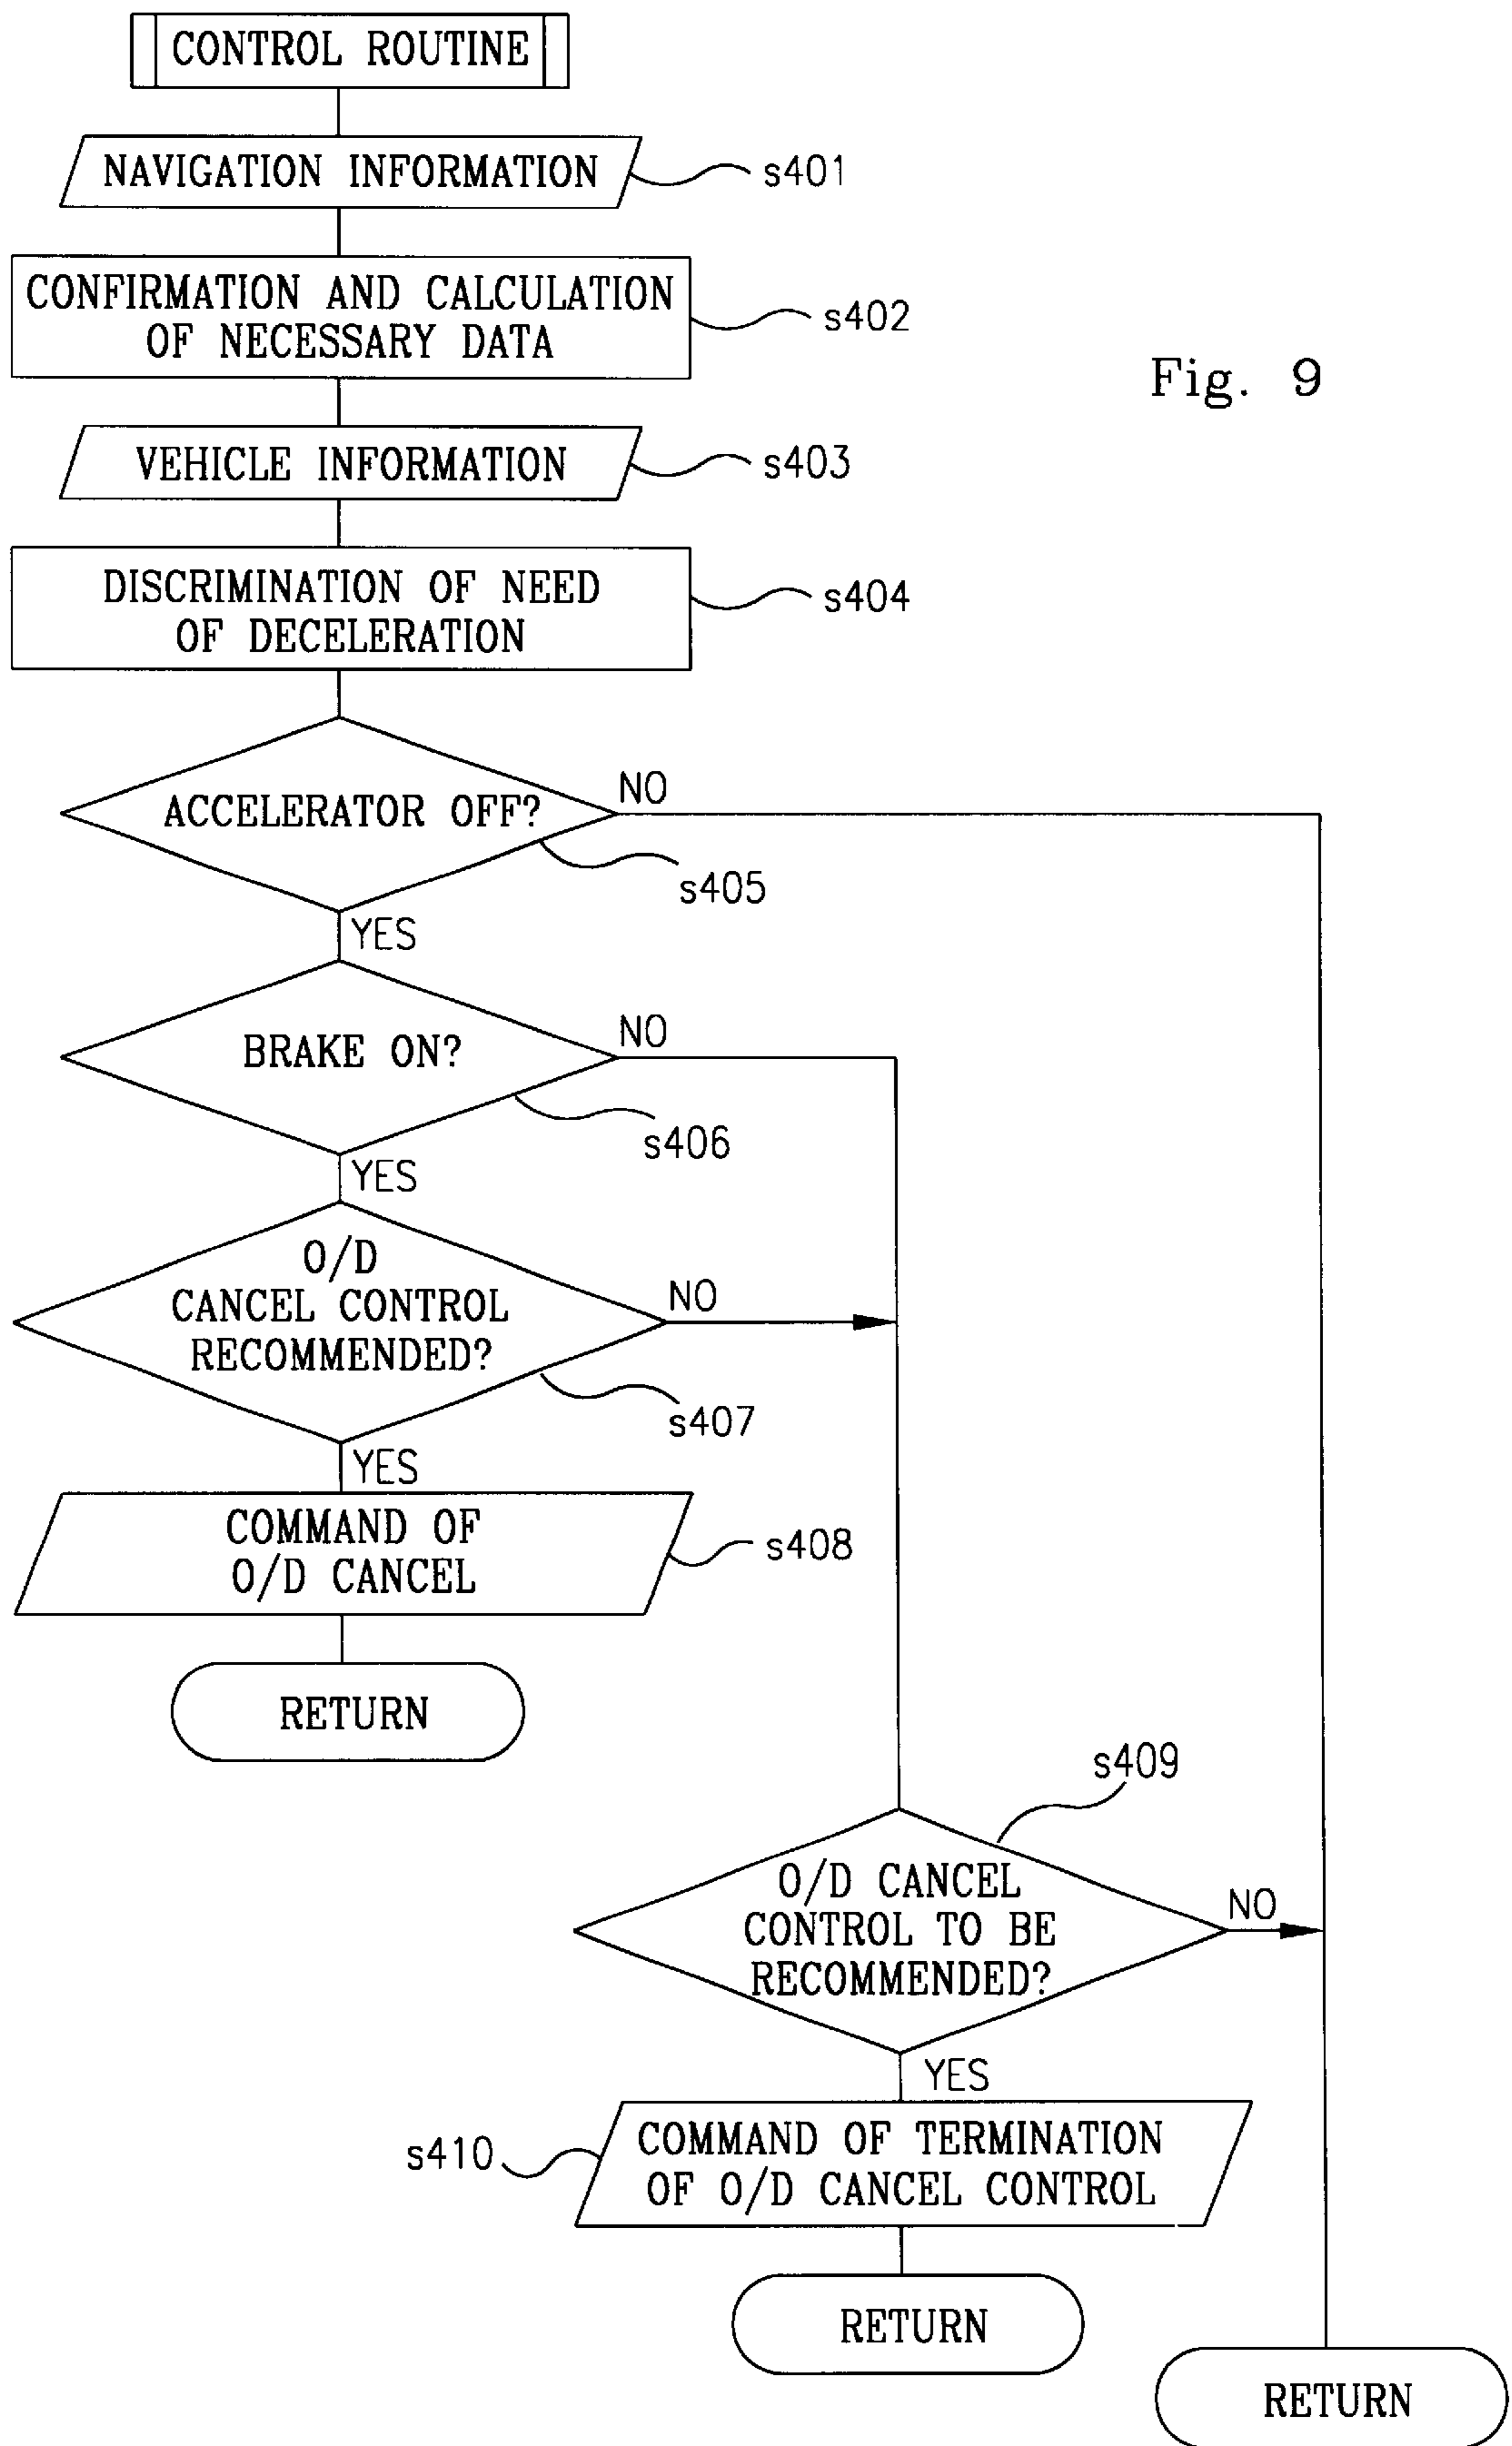 CONTROL ROUTINE
NAVIGATION INFORMATION
s401
CONFIRMATION AND CALCULATION
OF NECESSARY DATA
s402
Fig. 9
VEHICLE INFORMATION
s403
DISCRIMINATION OF NEED
OF DECELERATION
s404
ACCELERATOR OFF?
NO
s405
YES
BRAKE ON?
NO
s406
YES
O/D
CANCEL CONTROL
RECOMMENDED?
NO
s407
YES
COMMAND OF
O/D CANCEL
s408
RETURN
s409
O/D CANCEL
CONTROL TO BE
RECOMMENDED?
NO
YES
COMMAND OF TERMINATION
OF O/D CANCEL CONTROL
s410
RETURN
RETURN